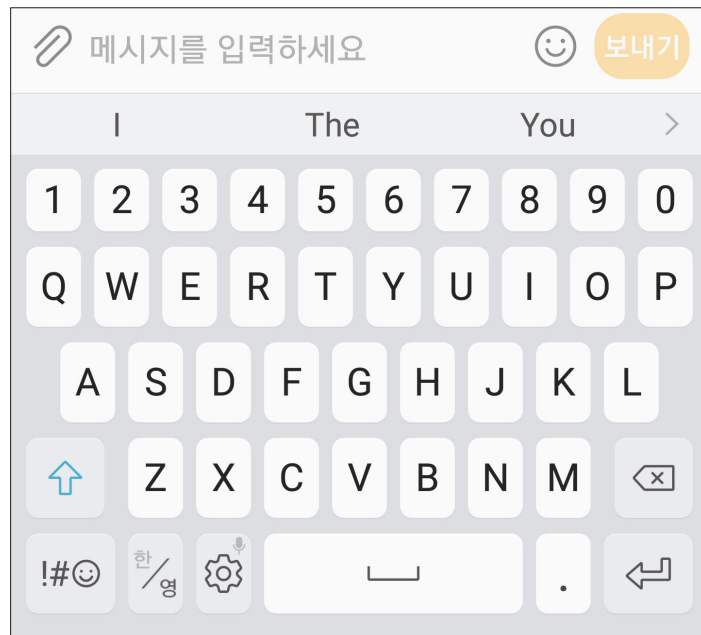 메시지를 입력하세요 보내기
I The You
1 2 3 4 5 6 7 8 9 0
Q W E R T Y U I O P
A S D F G H J K L
Z X C V B N M
!#☺ 한/영 .